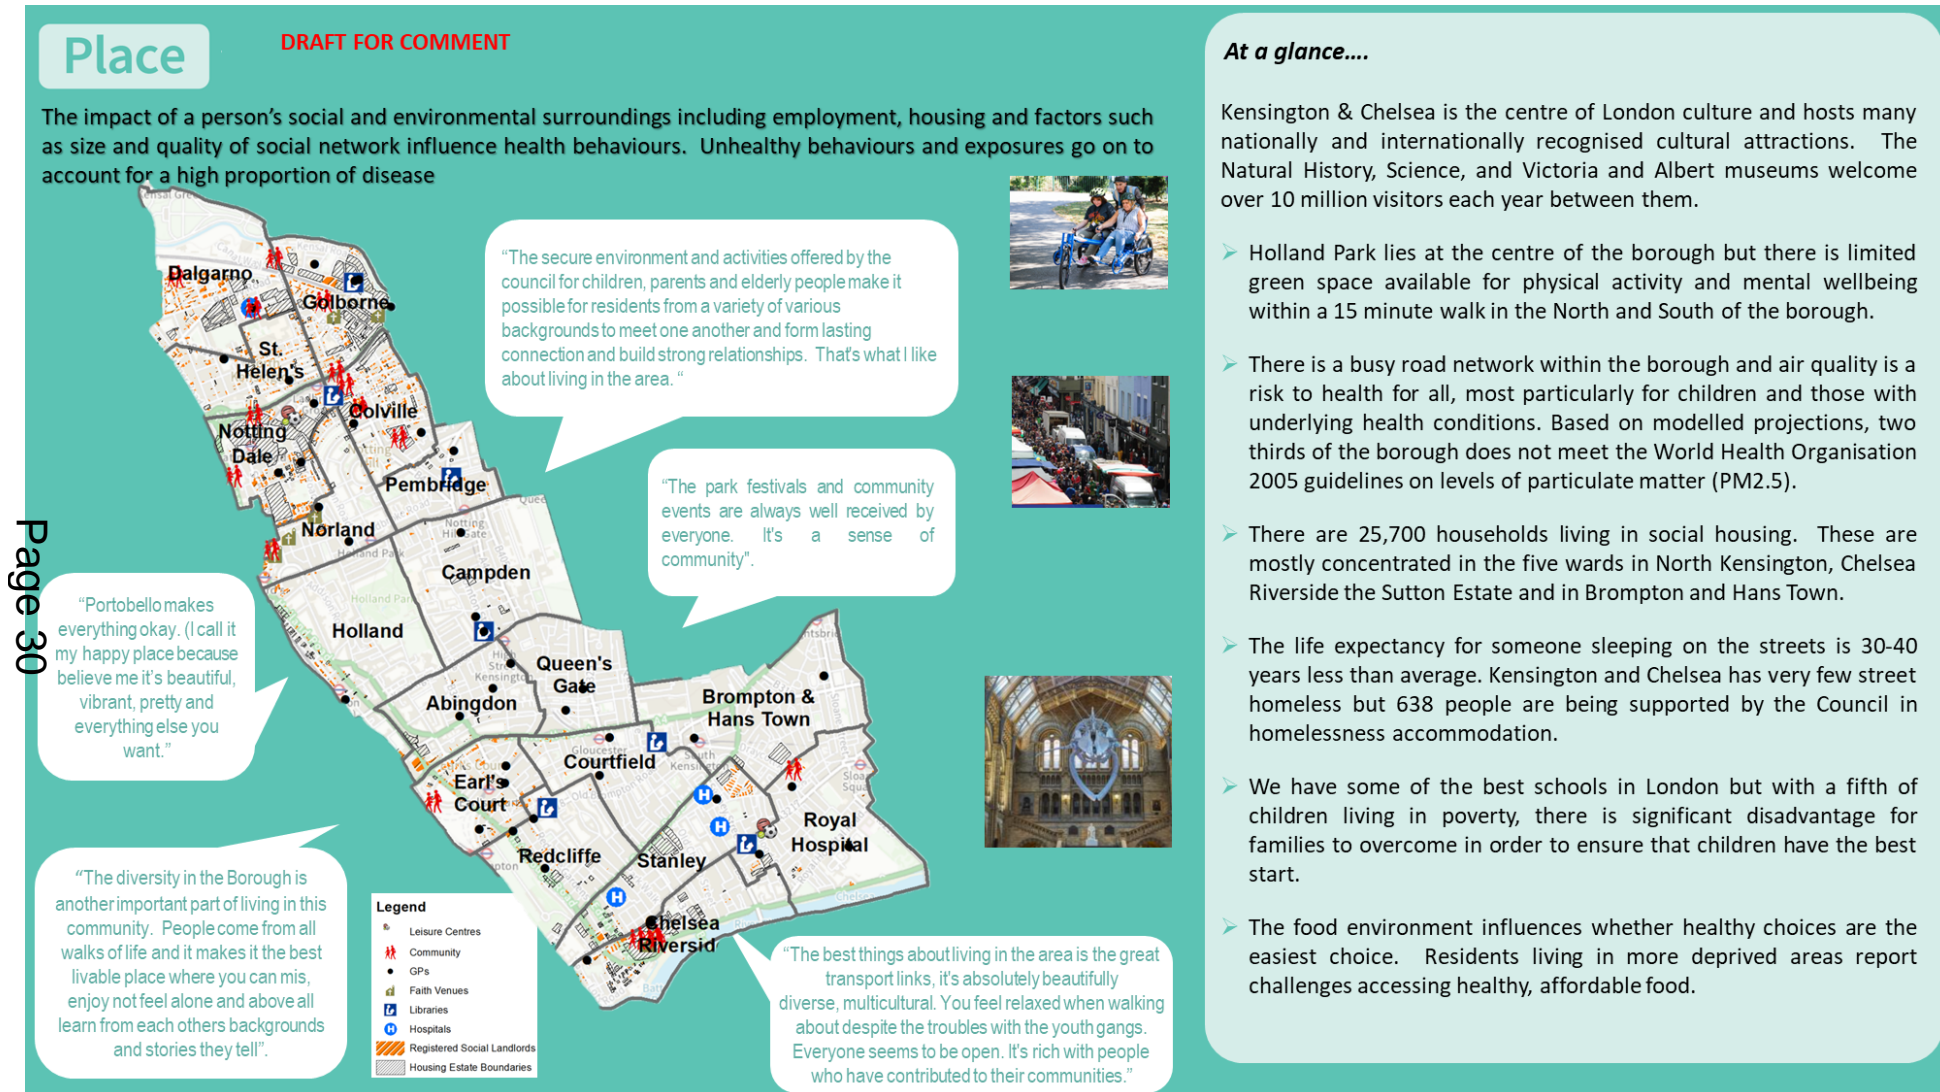 Place
DRAFT FOR COMMENT
The impact of a person's social and environmental surroundings including employment, housing and factors such
as size and quality of social network influence health behaviours.  Unhealthy behaviours and exposures go on to
account for a high proportion of disease
"The secure environment and activities offered by the
council for children, parents and elderly people make it
possible for residents from a variety of various
backgrounds to meet one another and form lasting
connection and build strong relationships.  That's what I like
about living in the area. "
"The park festivals and community
events are always well received by
everyone. It's a sense of
community".
"Portobello makes
everything okay. (I call it
my happy place because
believe me it's beautiful,
vibrant, pretty and
everything else you
want."
"The diversity in the Borough is
another important part of living in this
community.  People come from all
walks of life and it makes it the best
livable place where you can mis,
enjoy not feel alone and above all
learn from each others backgrounds
and stories they tell".
"The best things about living in the area is the great
transport links, it's absolutely beautifully
diverse, multicultural. You feel relaxed when walking
about despite the troubles with the youth gangs.
Everyone seems to be open. It's rich with people
who have contributed to their communities."
Dalgarno
Golborne
St.
Helen's
Colville
Notting
Dale
Pembridge
Norland
Notting
Hill Gate
Holland Park
Campden
Holland
High
Street
Kensington
Queen's
Gate
Abingdon
Brompton &
Hans Town
Gloucester
Courtfield
South
Kensington
Earl's
Court
Royal
Hospital
Redcliffe
Stanley
Chelsea
Chelsea
Riversid
Legend
Leisure Centres
Community
GPs
Faith Venues
Libraries
Hospitals
Registered Social Landlords
Housing Estate Boundaries
Page 30
At a glance....
Kensington & Chelsea is the centre of London culture and hosts many
nationally and internationally recognised cultural attractions.  The
Natural History, Science, and Victoria and Albert museums welcome
over 10 million visitors each year between them.
Holland Park lies at the centre of the borough but there is limited
green space available for physical activity and mental wellbeing
within a 15 minute walk in the North and South of the borough.
There is a busy road network within the borough and air quality is a
risk to health for all, most particularly for children and those with
underlying health conditions. Based on modelled projections, two
thirds of the borough does not meet the World Health Organisation
2005 guidelines on levels of particulate matter (PM2.5).
There are 25,700 households living in social housing.  These are
mostly concentrated in the five wards in North Kensington, Chelsea
Riverside the Sutton Estate and in Brompton and Hans Town.
The life expectancy for someone sleeping on the streets is 30-40
years less than average. Kensington and Chelsea has very few street
homeless but 638 people are being supported by the Council in
homelessness accommodation.
We have some of the best schools in London but with a fifth of
children living in poverty, there is significant disadvantage for
families to overcome in order to ensure that children have the best
start.
The food environment influences whether healthy choices are the
easiest choice.  Residents living in more deprived areas report
challenges accessing healthy, affordable food.